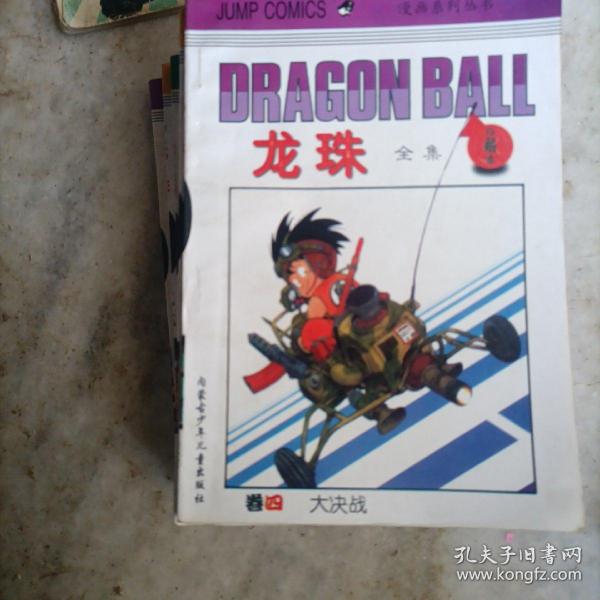 JUMP COMICS
漫画系列丛书
DRAGON BALL
龙珠 全集
内蒙古少年儿童出版社
卷四 大决战
孔夫子旧书网
www.kongfz.com